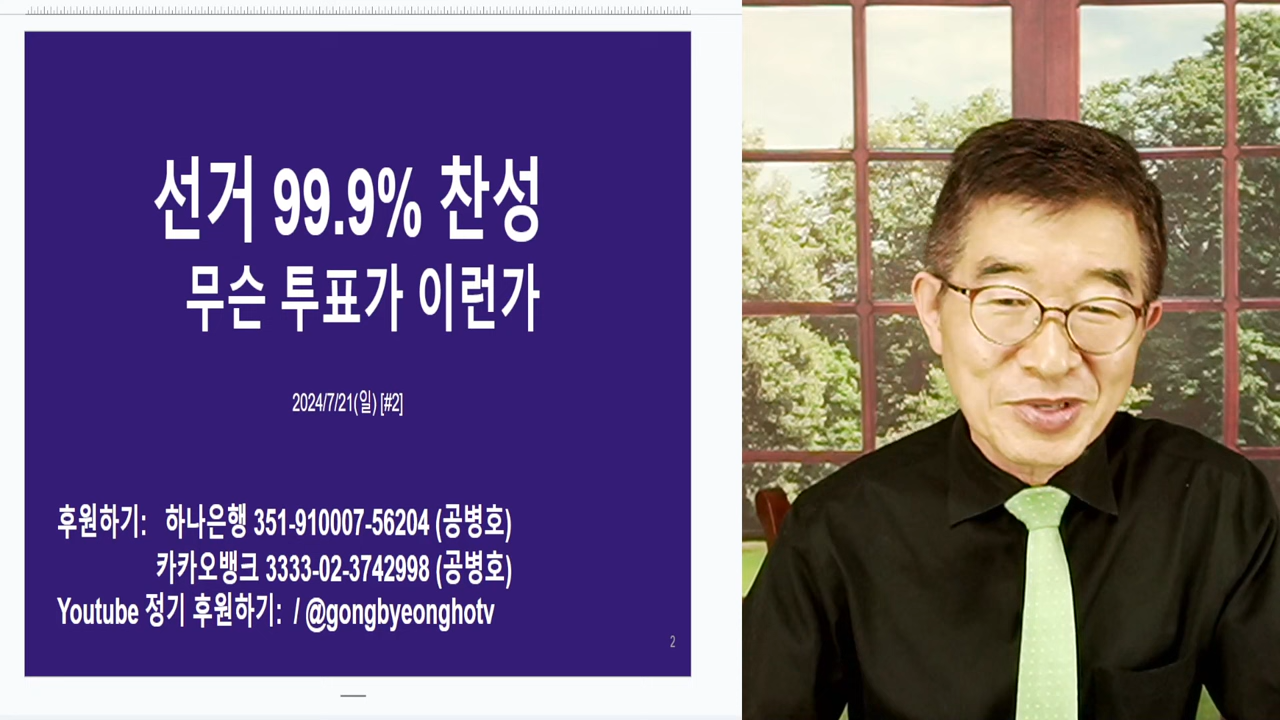 선거 99.9% 찬성
무슨 투표가 이런가
2024/7/21(일) [#2]
후원하기: 하나은행 351-910007-56204 (공병호)
카카오뱅크 3333-02-3742998 (공병호)
Youtube 정기 후원하기: / @gongbyeonghotv
2